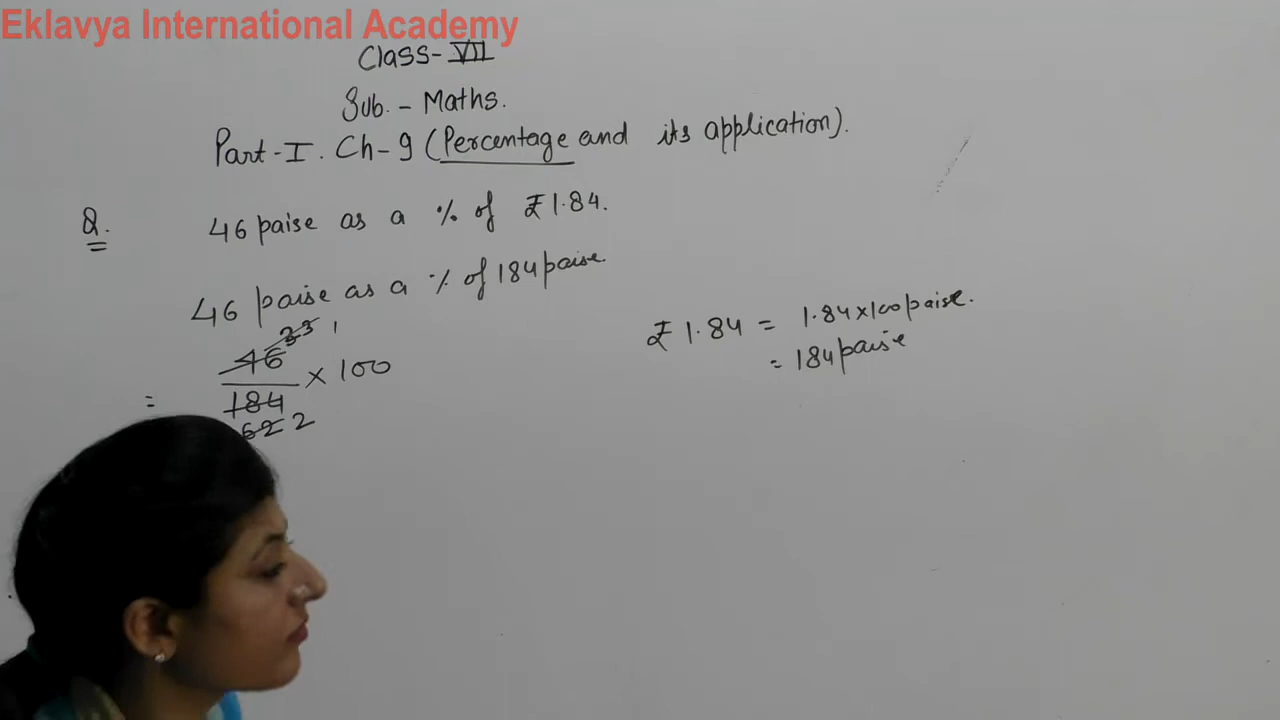 Eklavya International Academy
Class-VII
Sub. - Maths.
Part-I. Ch-9 (Percentage and its application).
Q. 46 paise as a % of ₹1.84.
46 paise as a % of 184 paise
₹1.84 = 1.84×100 paise.
= 184 paise
23 1
= 46/184 × 100
2